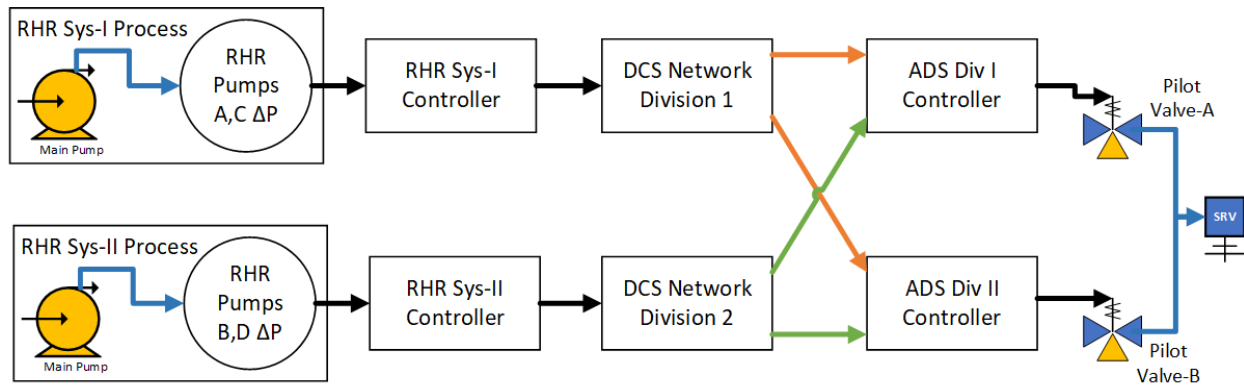 RHR Sys-I Process
Main Pump
RHR
Pumps
A,C ΔP
RHR Sys-I
Controller
DCS Network
Division 1
ADS Div I
Controller
Pilot
Valve-A
SRV
RHR Sys-II Process
Main Pump
RHR
Pumps
B,D ΔP
RHR Sys-II
Controller
DCS Network
Division 2
ADS Div II
Controller
Pilot
Valve-B